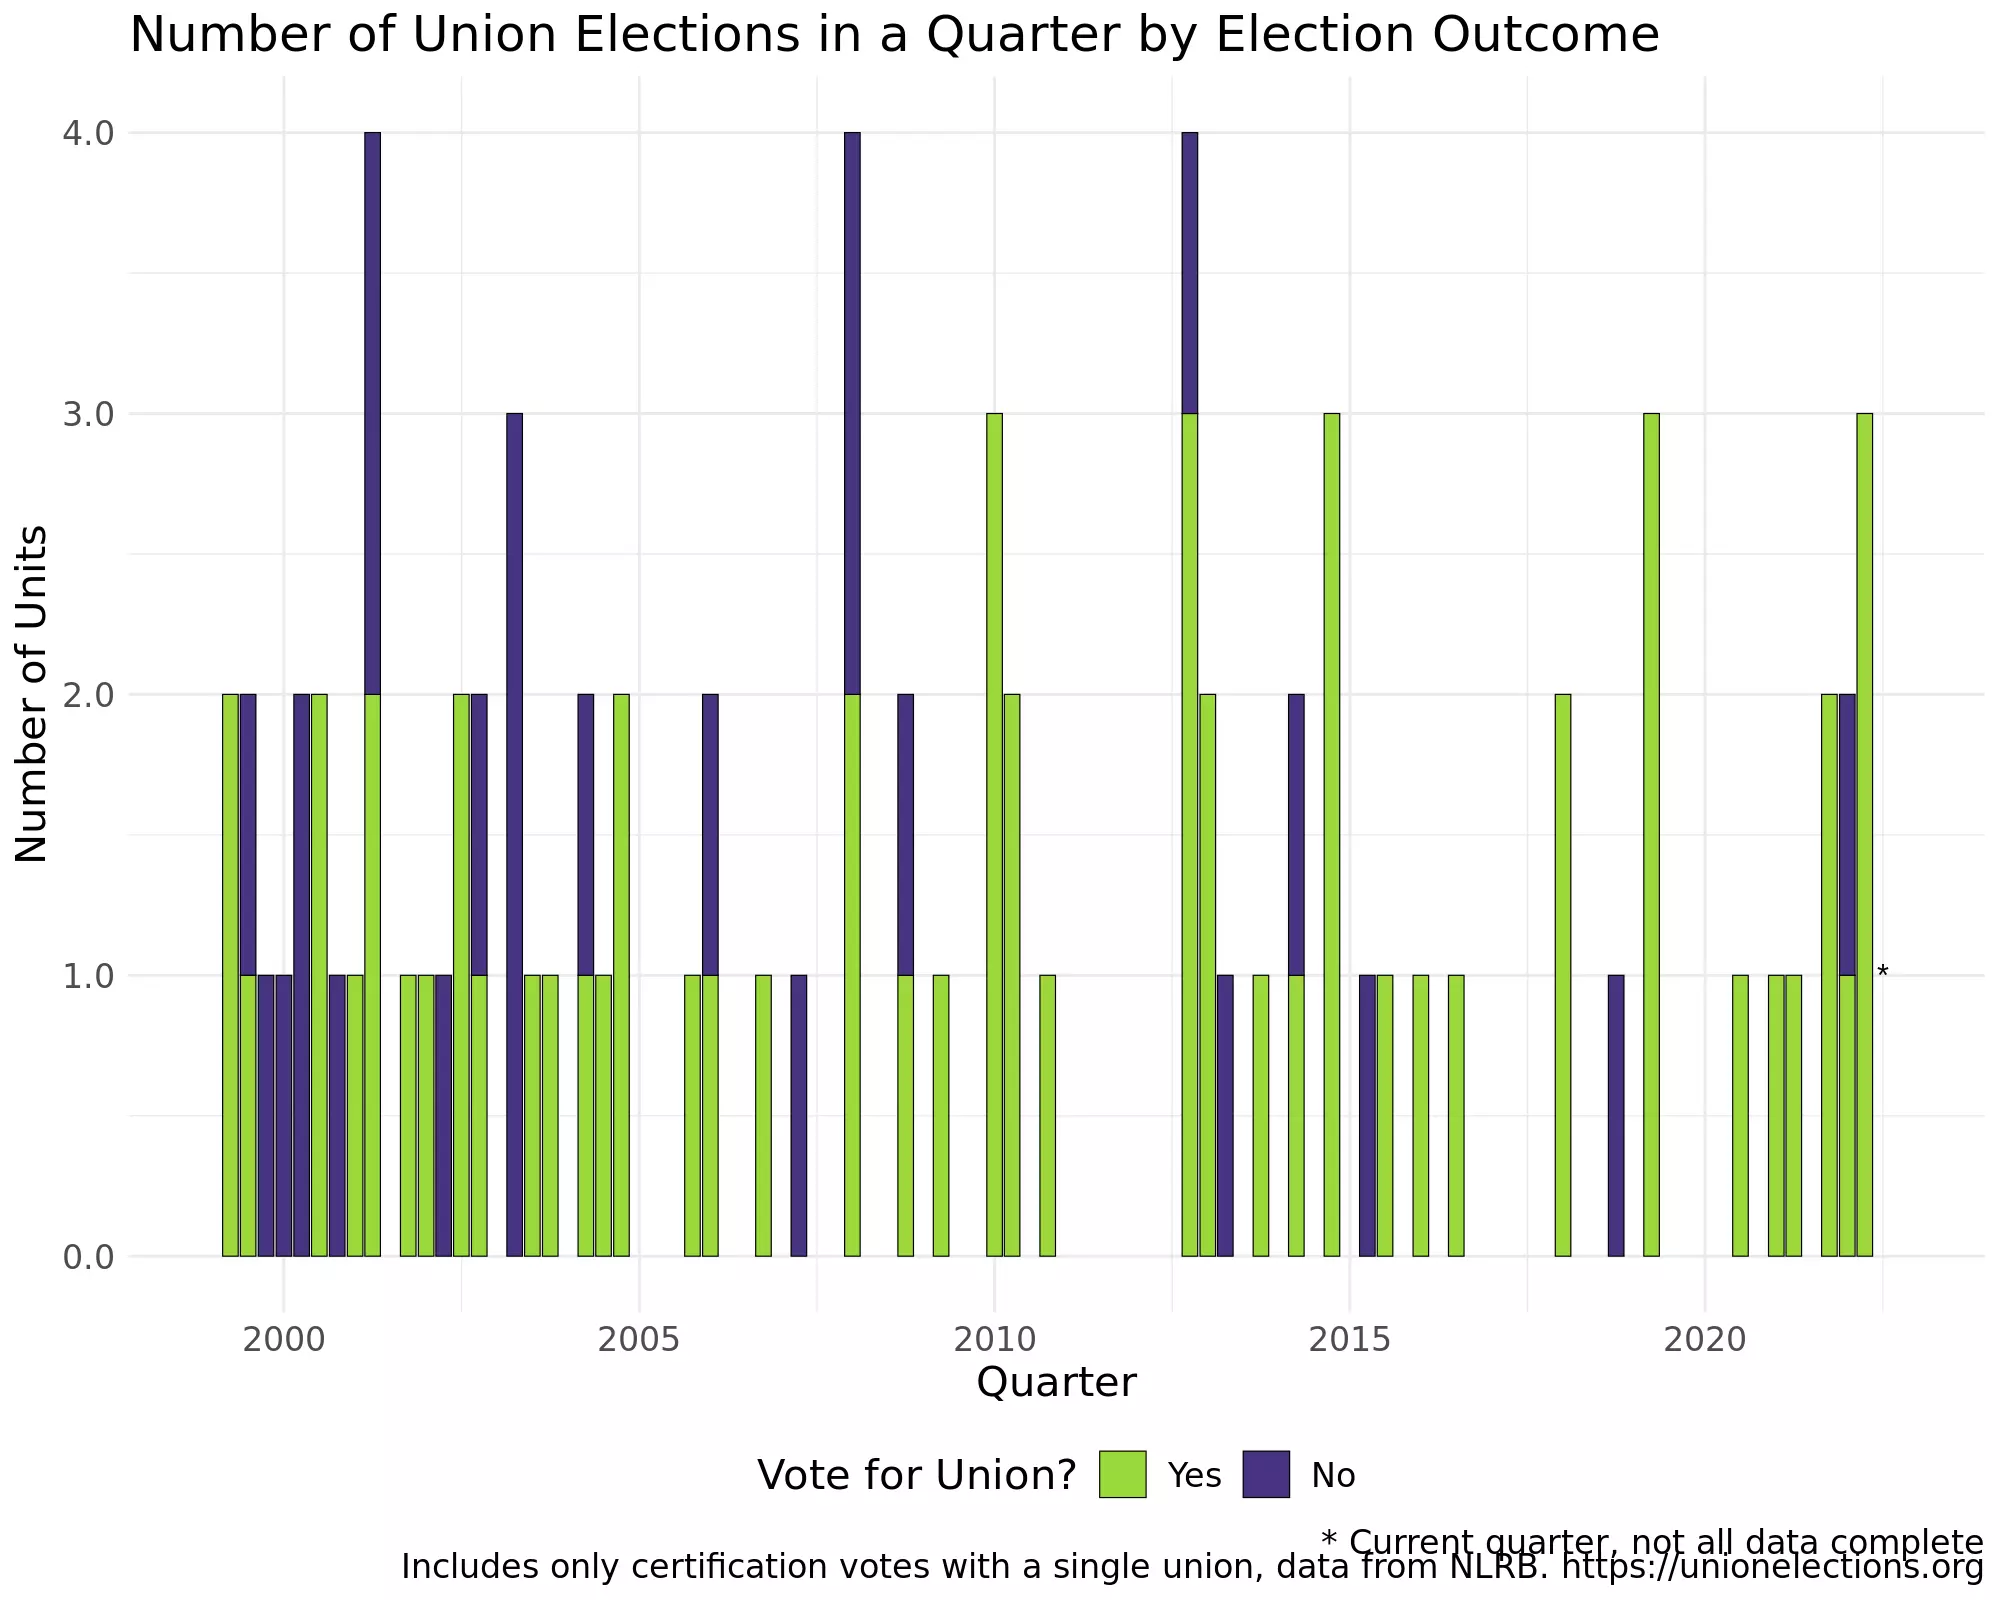 Number of Union Elections in a Quarter by Election Outcome
4.0
3.0
2.0
1.0
0.0
Number of Units
*
2000 2005 2010 2015 2020
Quarter
Vote for Union? Yes No
* Current quarter, not all data complete
Includes only certification votes with a single union, data from NLRB. https://unionelections.org